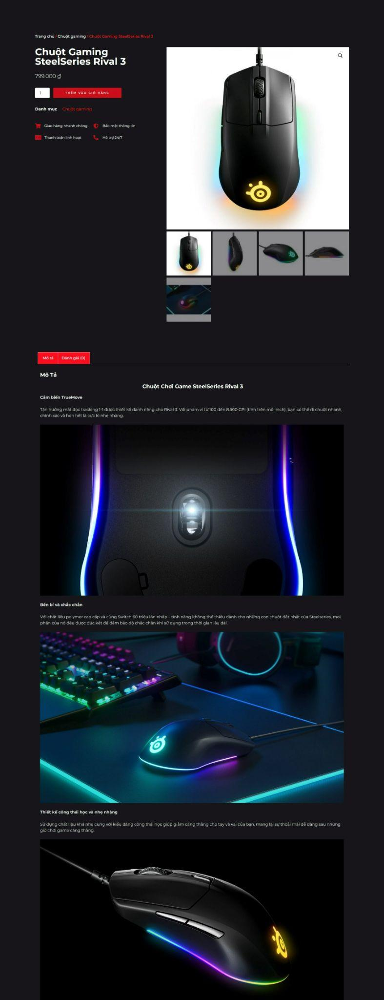 Trang chủ / Chuột gaming / Chuột Gaming SteelSeries Rival 3
Chuột Gaming
SteelSeries Rival 3
799.000 ₫
1
THÊM VÀO GIỎ HÀNG
Danh mục Chuột gaming
Giao hàng nhanh chóng
Bảo mật thông tin
Thanh toán linh hoạt
Hỗ trợ 24/7
Mô tả
Đánh giá (0)
Mô Tả
Chuột Chơi Game SteelSeries Rival 3
Cảm biến TrueMove
Tận hưởng mắt đọc tracking 1-1 được thiết kế dành riêng cho Rival 3. Với phạm vi từ 100 đến 8.500 CPI (tính trên mỗi inch), bạn có thể di chuột nhanh,
chính xác và hơn hết là cực kì nhẹ nhàng.
Bền bỉ và chắc chắn
Với chất liệu polymer cao cấp và cùng Switch 60 triệu lần nhấp – tính năng không thể thiếu dành cho những con chuột đắt nhất của Steelseries, mọi
phần của nó đều được đúc kết để đảm bảo độ chắc chắn khi sử dụng trong thời gian lâu dài.
Thiết kế công thái học và nhẹ nhàng
Sử dụng chất liệu khá nhẹ cùng với kiểu dáng công thái học giúp giảm căng thẳng cho tay và vai của bạn, mang lại sự thoải mái dễ dàng sau những
giờ chơi game căng thẳng.